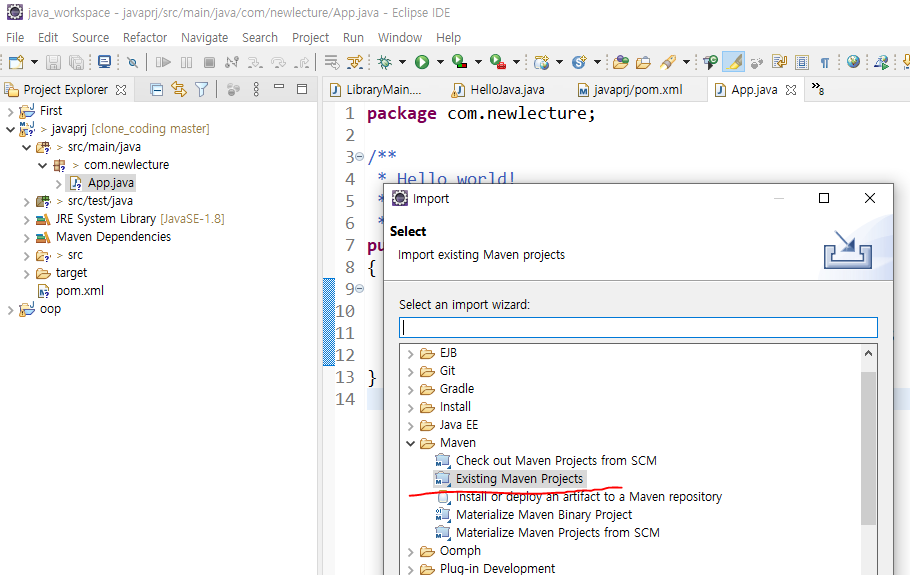 java_workspace - javaprj/src/main/java/com/newlecture/App.java - Eclipse IDE
File Edit Source Refactor Navigate Search Project Run Window Help
Project Explorer
LibraryMain.... HelloJava.java javaprj/pom.xml App.java »8
First
> javaprj [clone_coding master]
> src/main/java
> com.newlecture
App.java
> src/test/java
JRE System Library [JavaSE-1.8]
Maven Dependencies
> src
target
pom.xml
oop
1 package com.newlecture;
2
3 /**
4 * Hello world!
5 *
6 *
7 pu
8 {
9
10
11
12
13 }
14
Import
Select
Import existing Maven projects
Select an import wizard:
EJB
Git
Gradle
Install
Java EE
Maven
Check out Maven Projects from SCM
Existing Maven Projects
Install or deploy an artifact to a Maven repository
Materialize Maven Binary Project
Materialize Maven Projects from SCM
Oomph
Plug-in Development